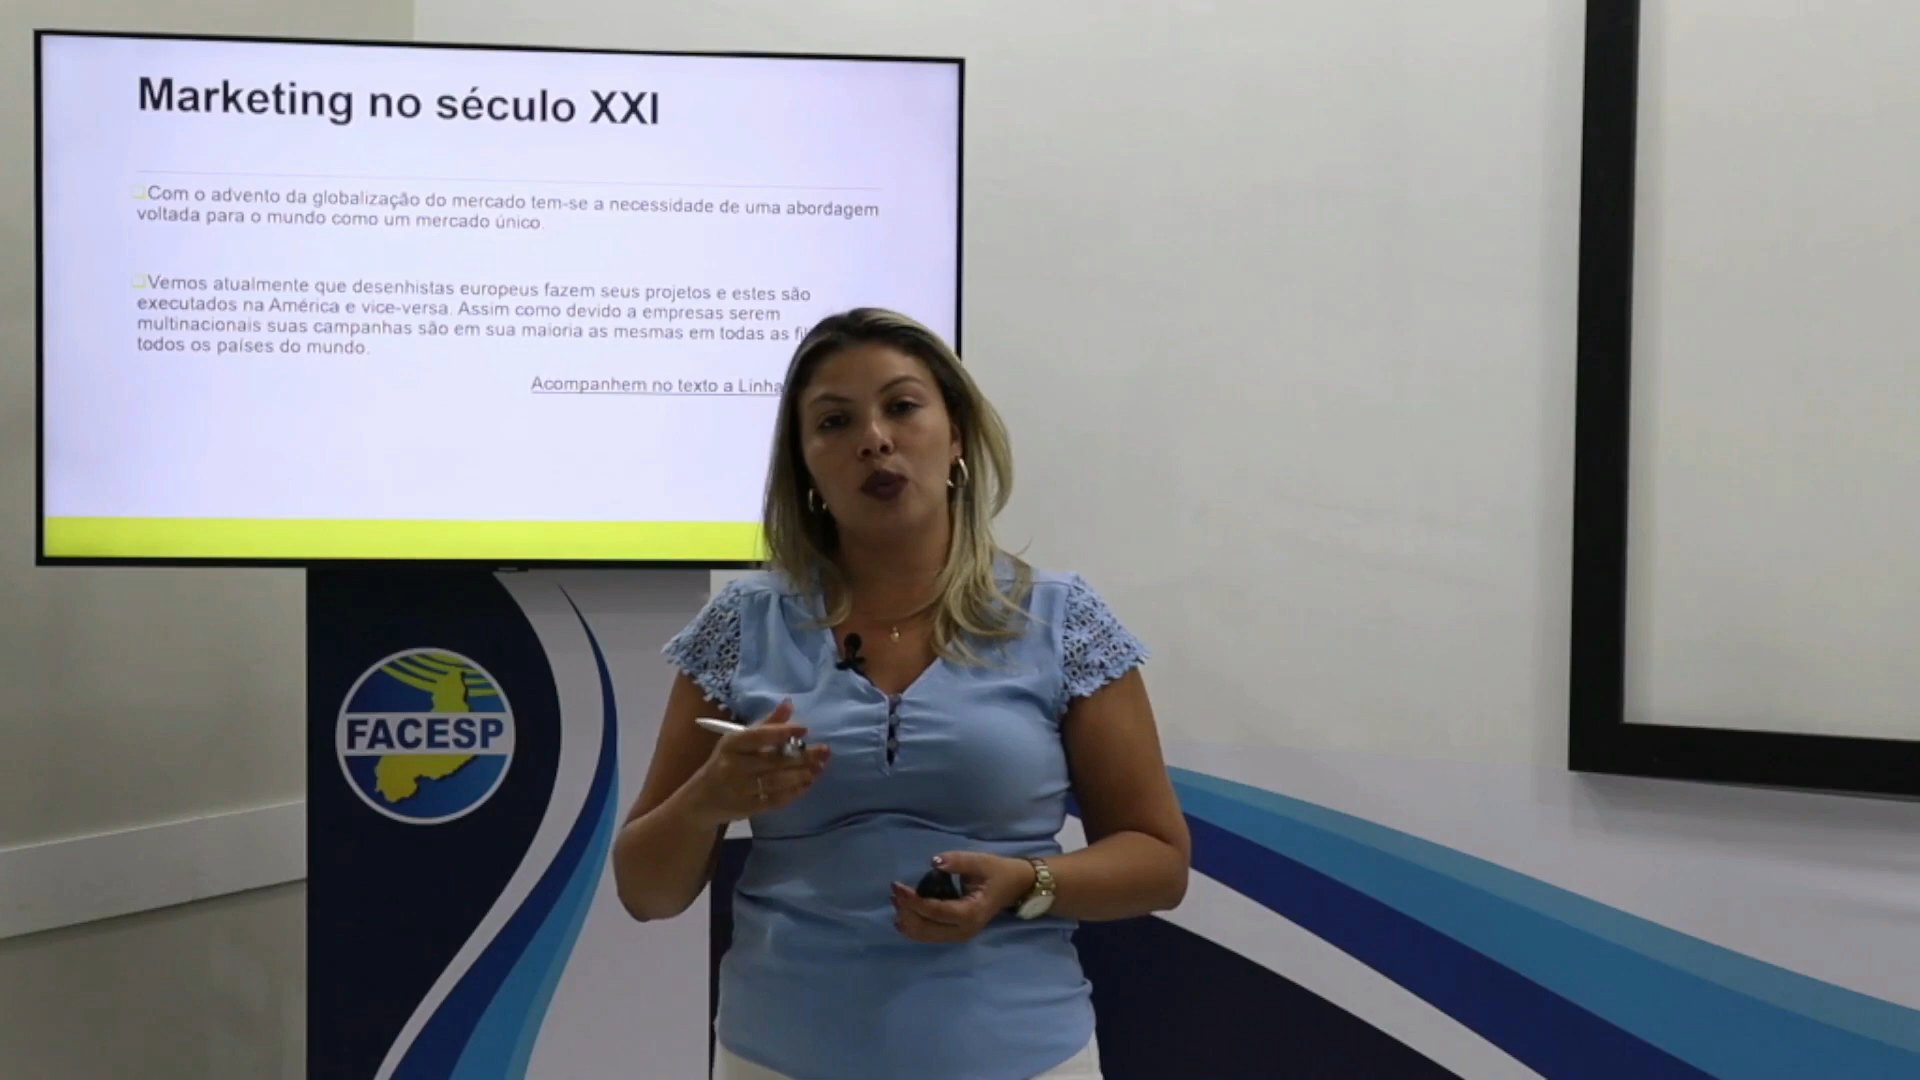 Marketing no século XXI
Com o advento da globalização do mercado tem-se a necessidade de uma abordagem
voltada para o mundo como um mercado único.
Vemos atualmente que desenhistas europeus fazem seus projetos e estes são
executados na América e vice-versa. Assim como devido a empresas serem
multinacionais suas campanhas são em sua maioria as mesmas em todas as
todos os países do mundo.
Acompanhem no texto a Linha
FACESP